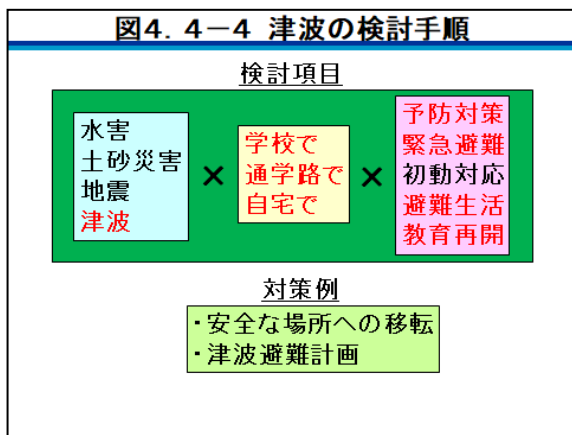 図4.4-4 津波の検討手順
検討項目
水害
土砂災害
地震
津波
×
学校で
通学路で
自宅で
×
予防対策
緊急避難
初動対応
避難生活
教育再開
対策例
・安全な場所への移転
・津波避難計画